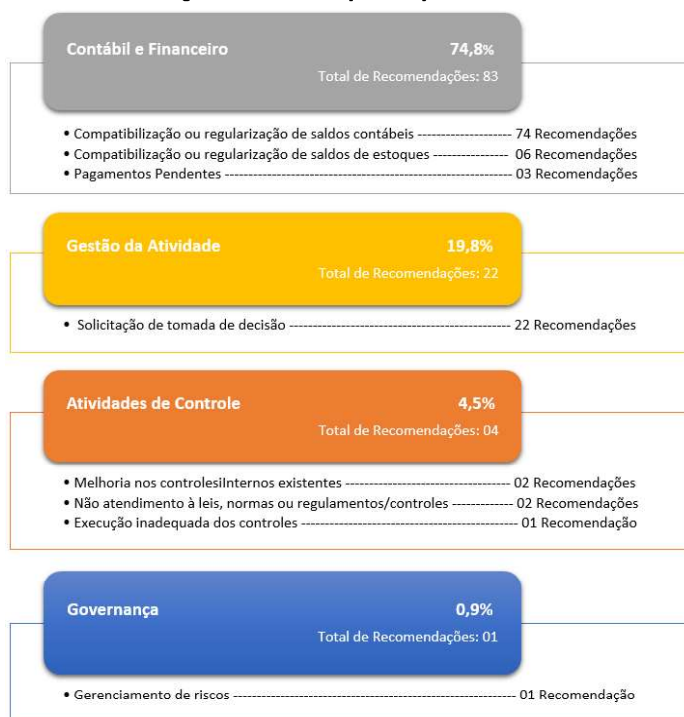 Contábil e Financeiro 74,8%
Total de Recomendações: 83
• Compatibilização ou regularização de saldos contábeis -------------------- 74 Recomendações
• Compatibilização ou regularização de saldos de estoques ---------------- 06 Recomendações
• Pagamentos Pendentes ------------------------------------------------------------- 03 Recomendações
Gestão da Atividade 19,8%
Total de Recomendações: 22
• Solicitação de tomada de decisão ----------------------------------------------- 22 Recomendações
Atividades de Controle 4,5%
Total de Recomendações: 04
• Melhoria nos controlesiInternos existentes ----------------------------------- 02 Recomendações
• Não atendimento à leis, normas ou regulamentos/controles ------------- 02 Recomendações
• Execução inadequada dos controles ---------------------------------------------- 01 Recomendação
Governança 0,9%
Total de Recomendações: 01
• Gerenciamento de riscos ------------------------------------------------------------ 01 Recomendação